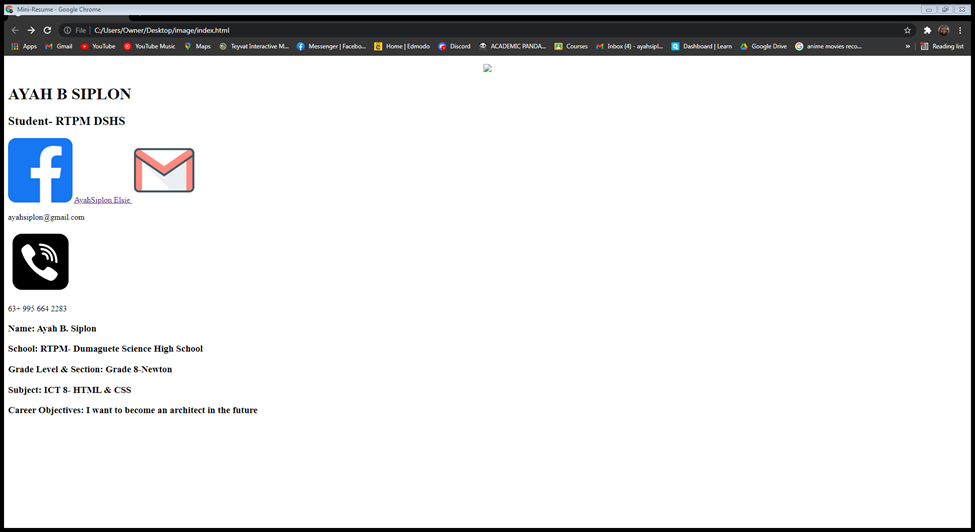 Mini-Resume - Google Chrome
File | C:/Users/Owner/Desktop/image/index.html
Apps Gmail YouTube YouTube Music Maps Teyvat Interactive M... Messenger | Facebo... Home | Edmodo Discord ACADEMIC PANDA... Courses Inbox (4) - ayahsipl... Dashboard | Learn Google Drive anime movies reco... » Reading list
AYAH B SIPLON
Student- RTPM DSHS
AyahSiplon Elsie
ayahsiplon@gmail.com
63+ 995 664 2283
Name: Ayah B. Siplon
School: RTPM- Dumaguete Science High School
Grade Level & Section: Grade 8-Newton
Subject: ICT 8- HTML & CSS
Career Objectives: I want to become an architect in the future